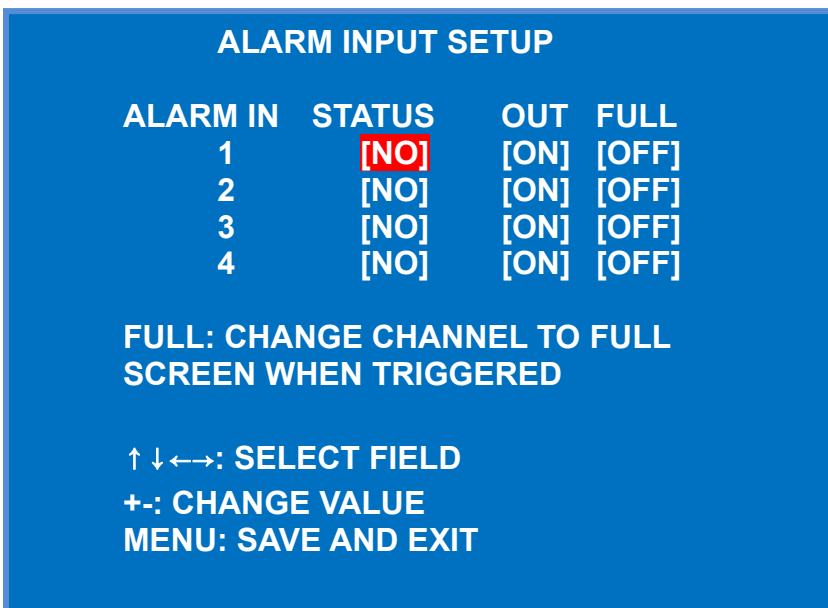 ALARM INPUT SETUP
ALARM IN STATUS OUT FULL
1 [NO] [ON] [OFF]
2 [NO] [ON] [OFF]
3 [NO] [ON] [OFF]
4 [NO] [ON] [OFF]
FULL: CHANGE CHANNEL TO FULL
SCREEN WHEN TRIGGERED
↑↓←→: SELECT FIELD
+-: CHANGE VALUE
MENU: SAVE AND EXIT